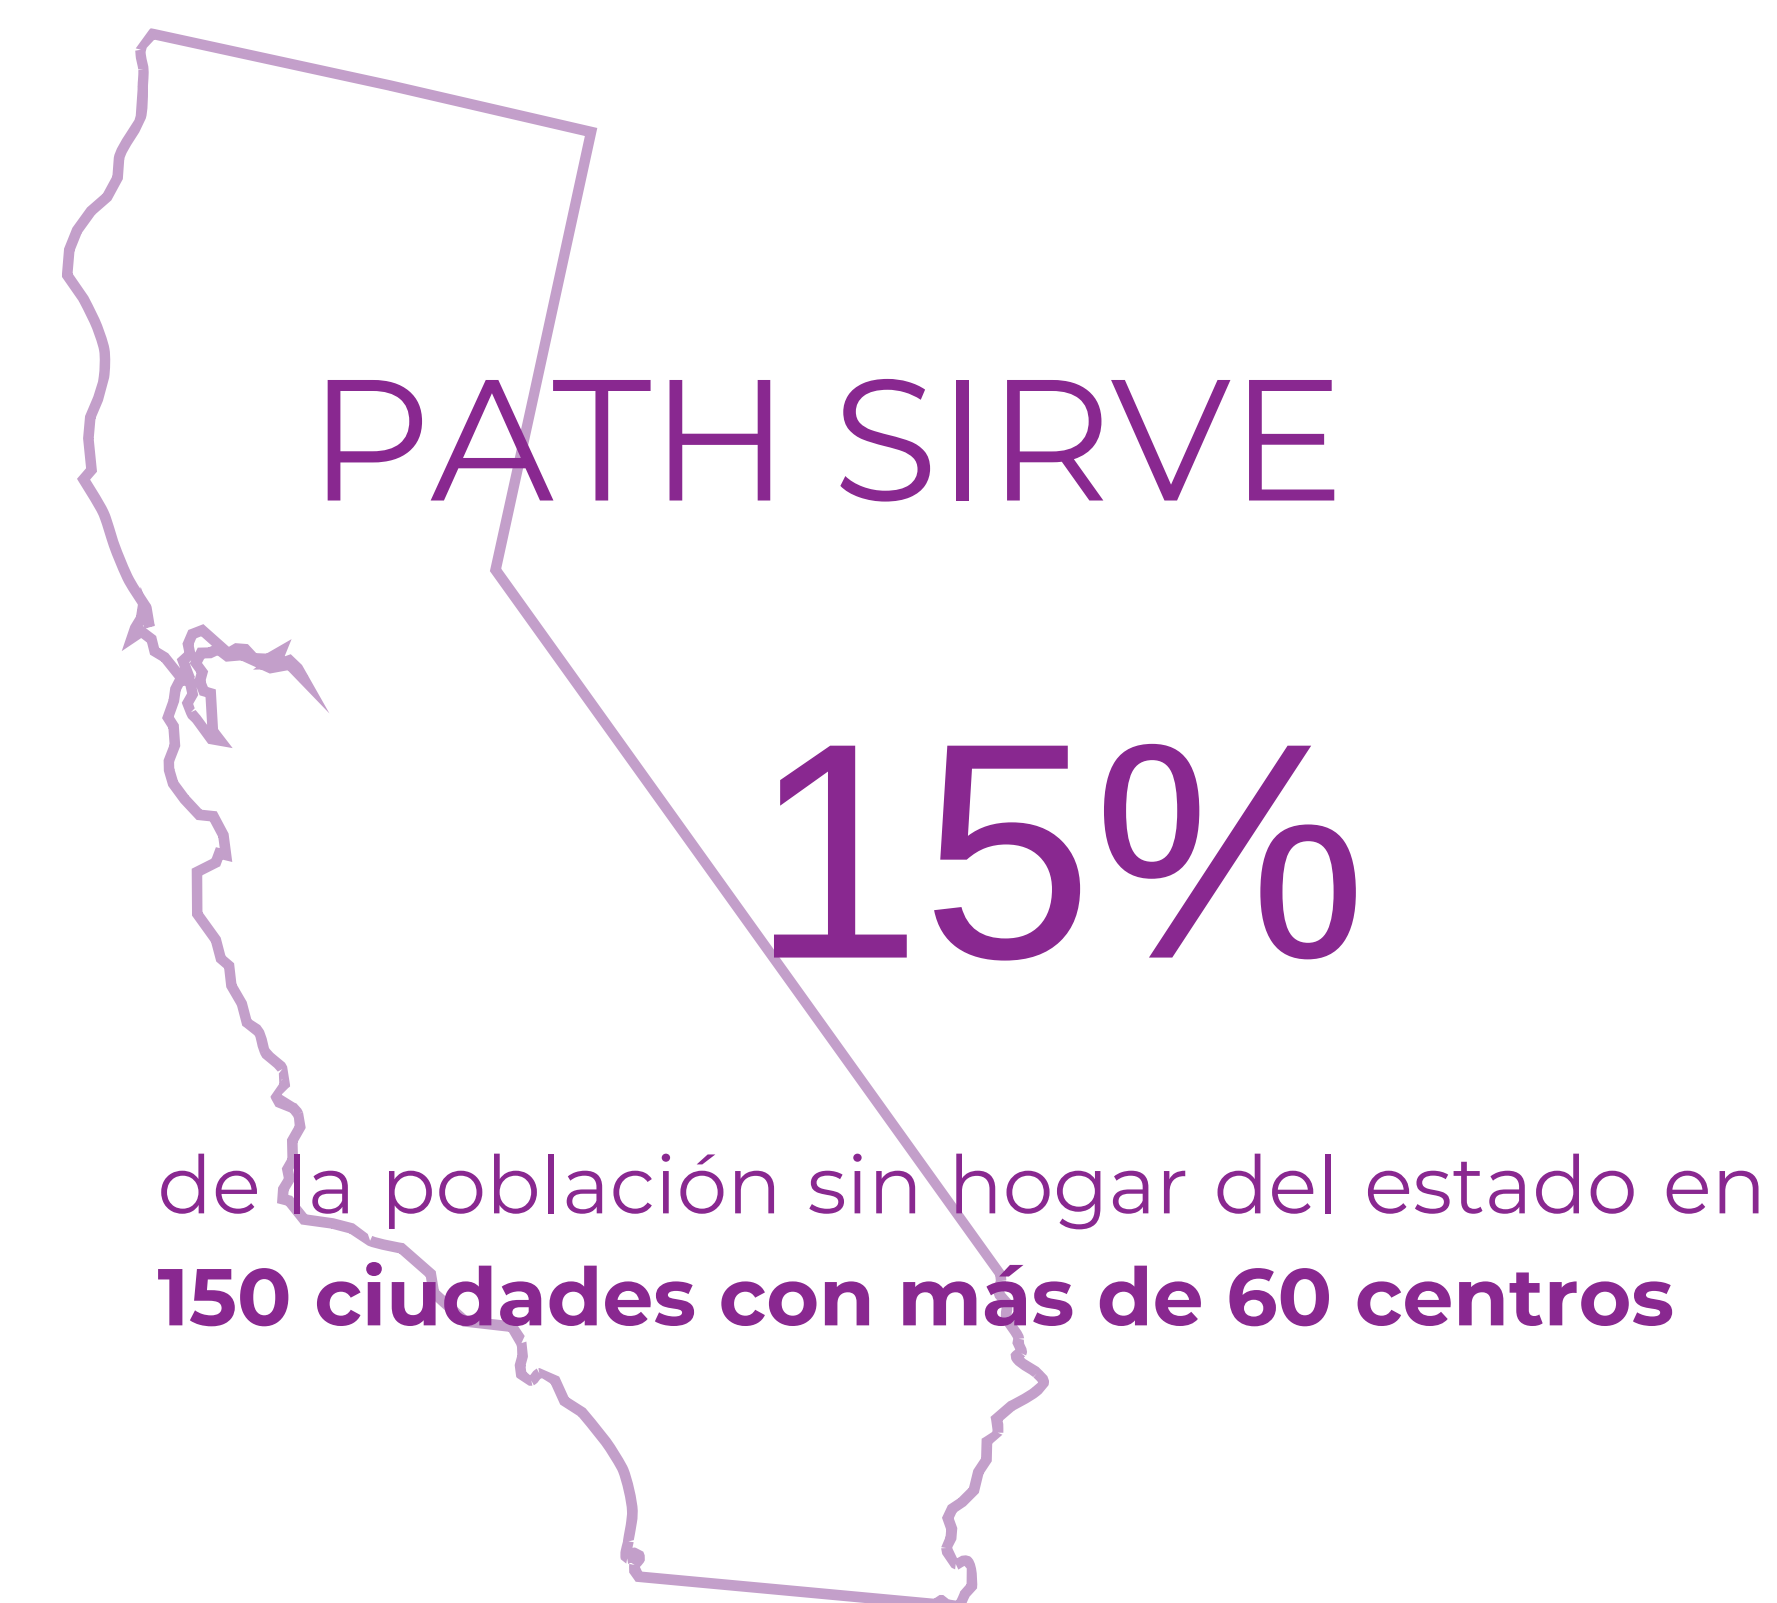 PATH SIRVE
15%
de la población sin hogar del estado en
150 ciudades con más de 60 centros